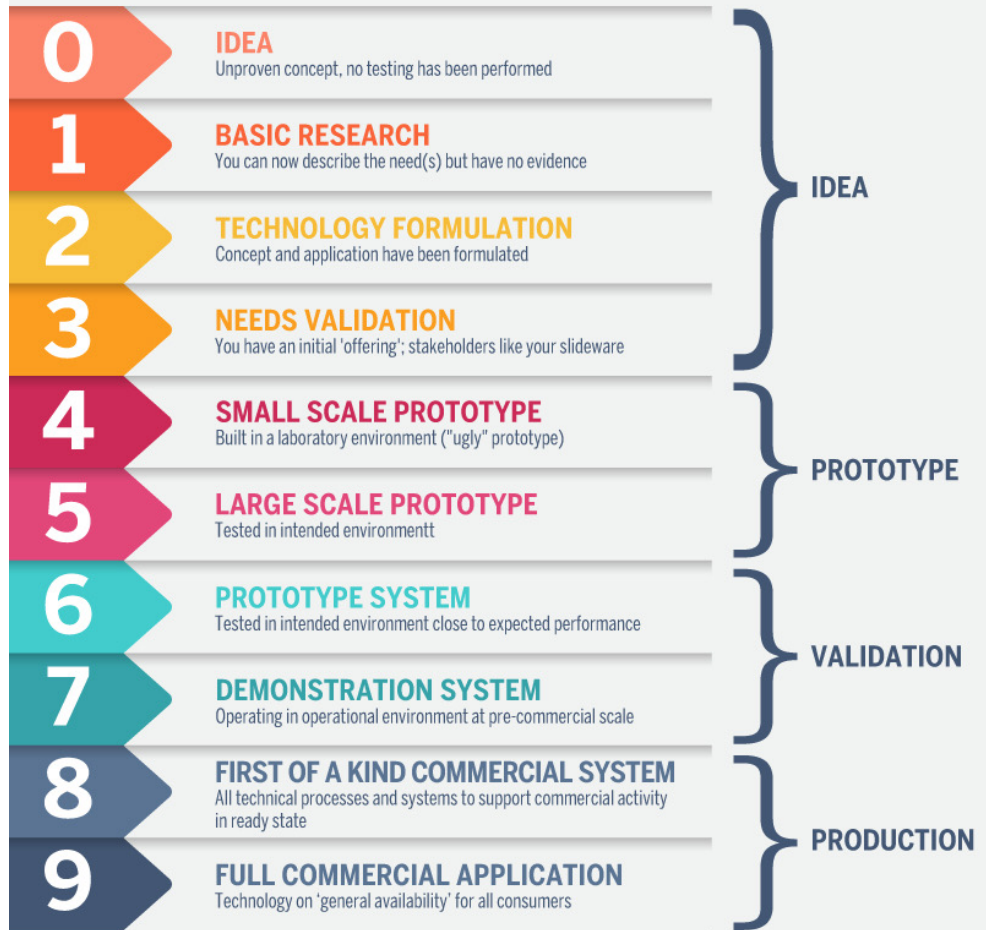 0
IDEA
Unproven concept, no testing has been performed
1
BASIC RESEARCH
You can now describe the need(s) but have no evidence
2
TECHNOLOGY FORMULATION
Concept and application have been formulated
3
NEEDS VALIDATION
You have an initial 'offering'; stakeholders like your slideware
IDEA
4
SMALL SCALE PROTOTYPE
Built in a laboratory environment ("ugly" prototype)
5
LARGE SCALE PROTOTYPE
Tested in intended environmentt
PROTOTYPE
6
PROTOTYPE SYSTEM
Tested in intended environment close to expected performance
7
DEMONSTRATION SYSTEM
Operating in operational environment at pre-commercial scale
VALIDATION
8
FIRST OF A KIND COMMERCIAL SYSTEM
All technical processes and systems to support commercial activity
in ready state
9
FULL COMMERCIAL APPLICATION
Technology on ‘general availability’ for all consumers
PRODUCTION